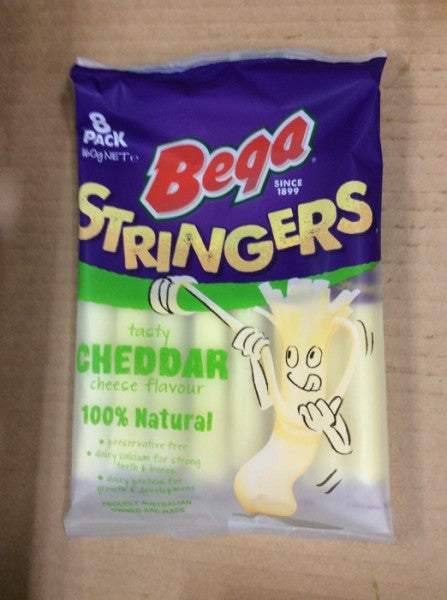 8
PACK
160g NET e
Bega
SINCE
1899
STRINGERS
tasty
CHEDDAR
cheese flavour
100% Natural
• preservative free
• dairy calcium for strong
teeth & bones
• dairy protein for
growth & development
PROUDLY AUSTRALIAN
OWNED AND MADE